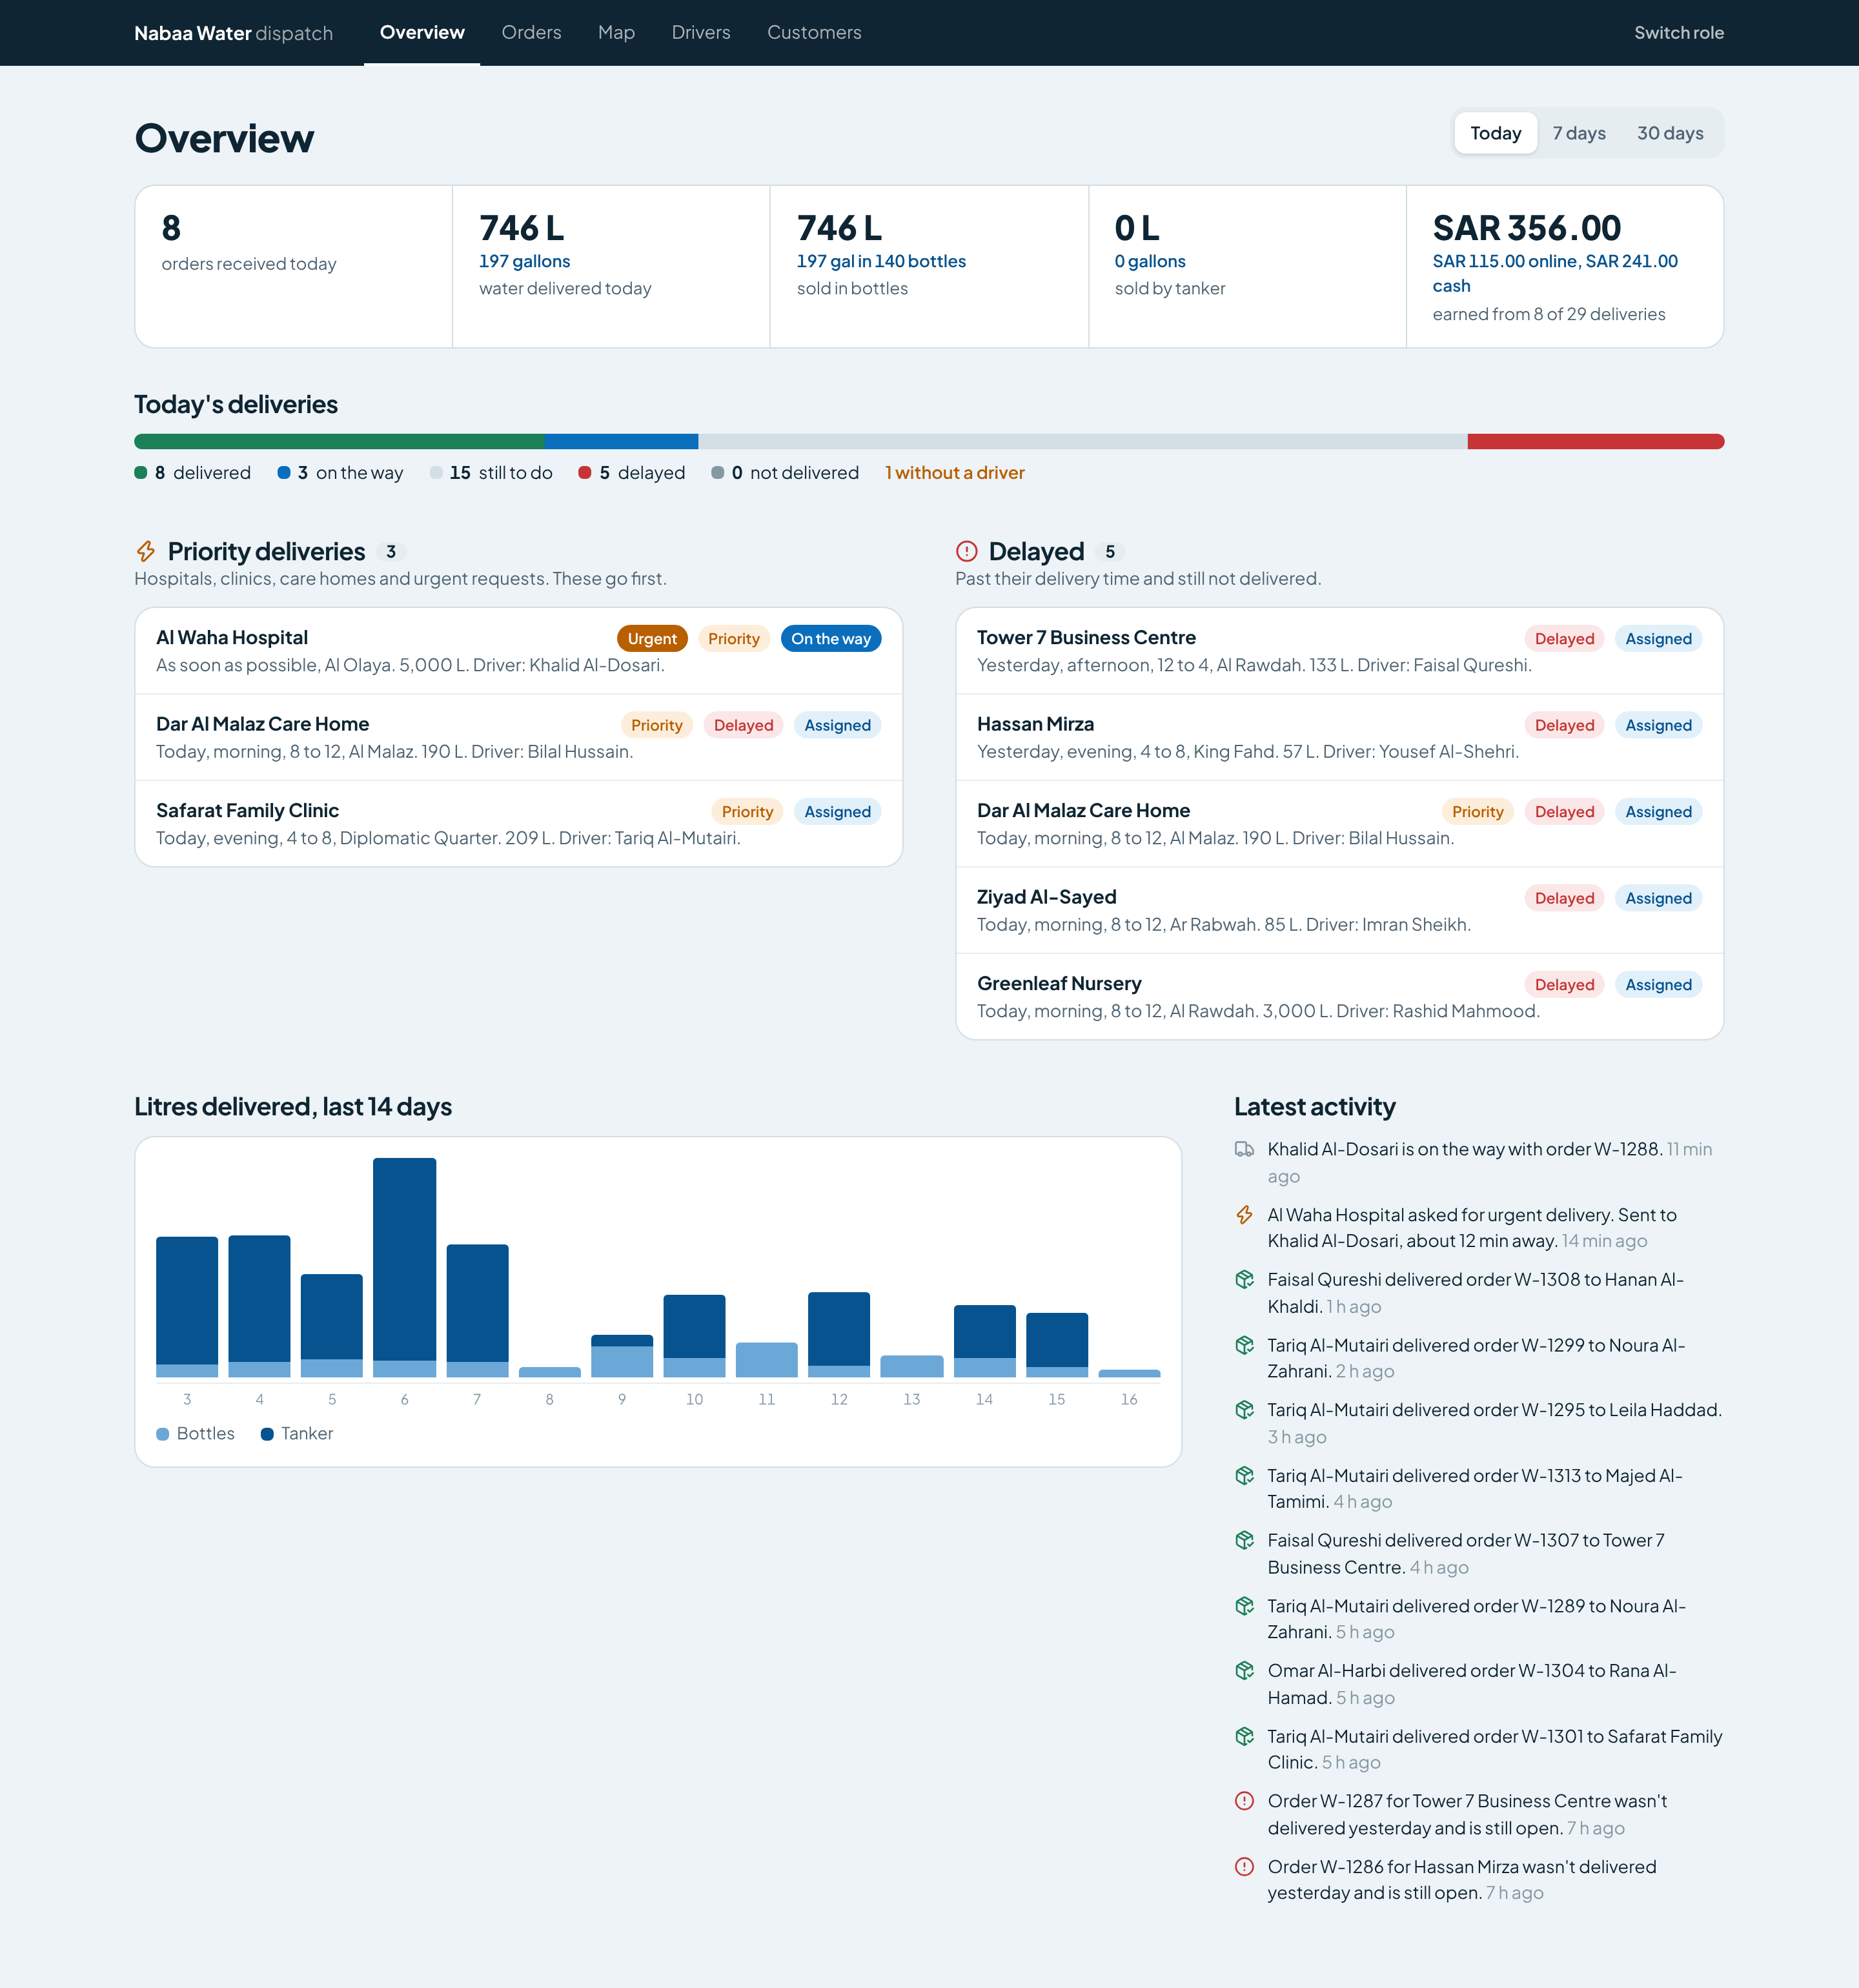 Nabaa Water dispatch
Overview
Orders
Map
Drivers
Customers
Switch role
Overview
Today
7 days
30 days
8
orders received today
746 L
197 gallons
water delivered today
746 L
197 gal in 140 bottles
sold in bottles
0 L
0 gallons
sold by tanker
SAR 356.00
SAR 115.00 online, SAR 241.00
cash
earned from 8 of 29 deliveries
Today's deliveries
8 delivered
3 on the way
15 still to do
5 delayed
0 not delivered
1 without a driver
Priority deliveries 3
Hospitals, clinics, care homes and urgent requests. These go first.
Al Waha Hospital
Urgent
Priority
On the way
As soon as possible, Al Olaya. 5,000 L. Driver: Khalid Al-Dosari.
Dar Al Malaz Care Home
Priority
Delayed
Assigned
Today, morning, 8 to 12, Al Malaz. 190 L. Driver: Bilal Hussain.
Safarat Family Clinic
Priority
Assigned
Today, evening, 4 to 8, Diplomatic Quarter. 209 L. Driver: Tariq Al-Mutairi.
Delayed 5
Past their delivery time and still not delivered.
Tower 7 Business Centre
Delayed
Assigned
Yesterday, afternoon, 12 to 4, Al Rawdah. 133 L. Driver: Faisal Qureshi.
Hassan Mirza
Delayed
Assigned
Yesterday, evening, 4 to 8, King Fahd. 57 L. Driver: Yousef Al-Shehri.
Dar Al Malaz Care Home
Priority
Delayed
Assigned
Today, morning, 8 to 12, Al Malaz. 190 L. Driver: Bilal Hussain.
Ziyad Al-Sayed
Delayed
Assigned
Today, morning, 8 to 12, Ar Rabwah. 85 L. Driver: Imran Sheikh.
Greenleaf Nursery
Delayed
Assigned
Today, morning, 8 to 12, Al Rawdah. 3,000 L. Driver: Rashid Mahmood.
Litres delivered, last 14 days
3 4 5 6 7 8 9 10 11 12 13 14 15 16
Bottles
Tanker
Latest activity
Khalid Al-Dosari is on the way with order W-1288. 11 min
ago
Al Waha Hospital asked for urgent delivery. Sent to
Khalid Al-Dosari, about 12 min away. 14 min ago
Faisal Qureshi delivered order W-1308 to Hanan Al-
Khaldi. 1 h ago
Tariq Al-Mutairi delivered order W-1299 to Noura Al-
Zahrani. 2 h ago
Tariq Al-Mutairi delivered order W-1295 to Leila Haddad.
3 h ago
Tariq Al-Mutairi delivered order W-1313 to Majed Al-
Tamimi. 4 h ago
Faisal Qureshi delivered order W-1307 to Tower 7
Business Centre. 4 h ago
Tariq Al-Mutairi delivered order W-1289 to Noura Al-
Zahrani. 5 h ago
Omar Al-Harbi delivered order W-1304 to Rana Al-
Hamad. 5 h ago
Tariq Al-Mutairi delivered order W-1301 to Safarat Family
Clinic. 5 h ago
Order W-1287 for Tower 7 Business Centre wasn't
delivered yesterday and is still open. 7 h ago
Order W-1286 for Hassan Mirza wasn't delivered
yesterday and is still open. 7 h ago